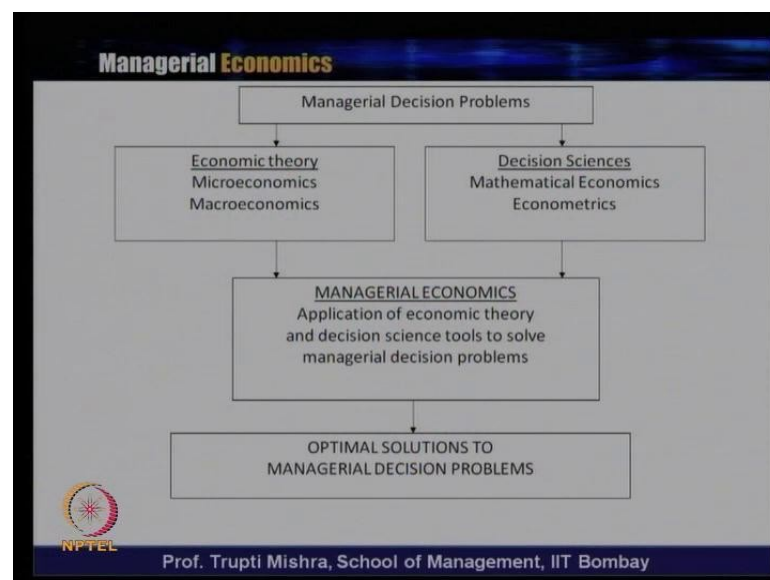 Managerial Economics
Managerial Decision Problems
Economic theory
Microeconomics
Macroeconomics
Decision Sciences
Mathematical Economics
Econometrics
MANAGERIAL ECONOMICS
Application of economic theory
and decision science tools to solve
managerial decision problems
OPTIMAL SOLUTIONS TO
MANAGERIAL DECISION PROBLEMS
NPTEL
Prof. Trupti Mishra, School of Management, IIT Bombay